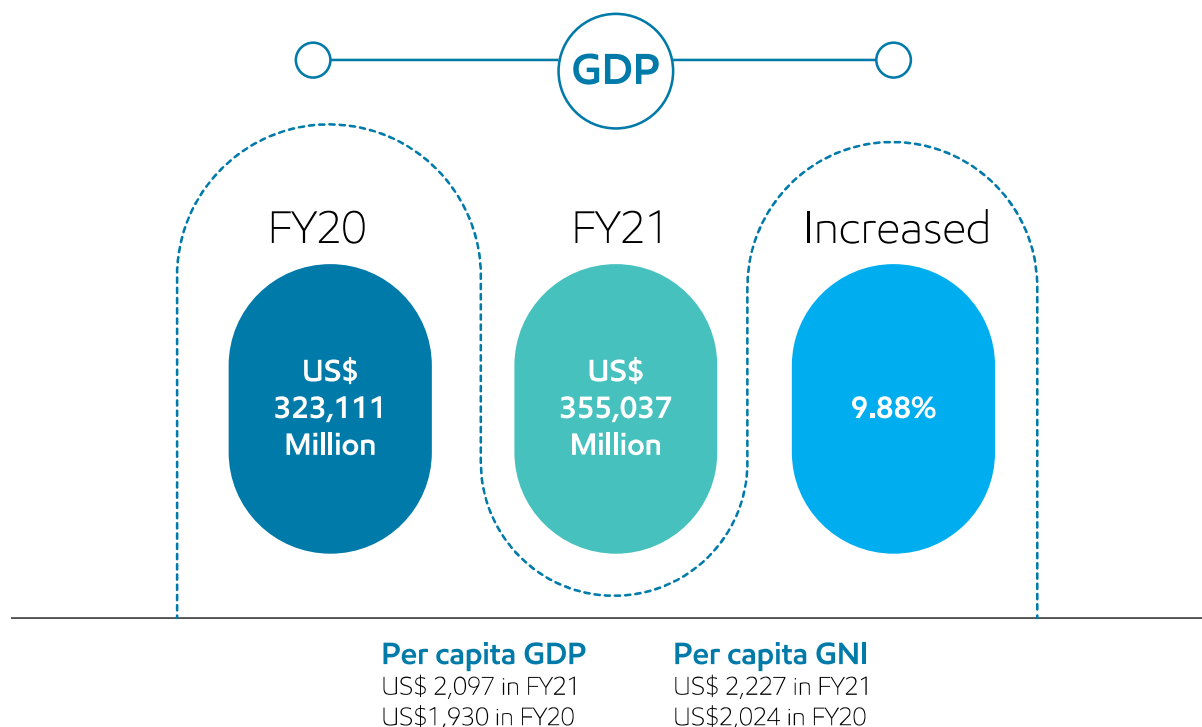 GDP
FY20
FY21
Increased
US$
323,111
Million
US$
355,037
Million
9.88%
Per capita GDP
US$ 2,097 in FY21
US$1,930 in FY20
Per capita GNI
US$ 2,227 in FY21
US$2,024 in FY20